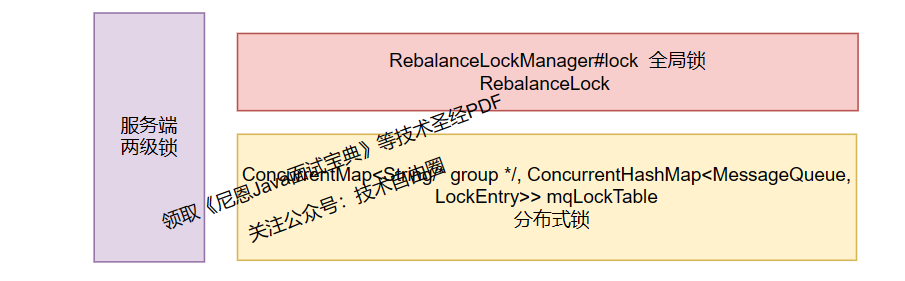 服务端
两级锁
RebalanceLockManager#lock 全局锁
RebalanceLock
ConcurrentMap<String/* group */, ConcurrentHashMap<MessageQueue,
LockEntry>> mqLockTable
分布式锁
领取《尼恩Java面试宝典》等技术圣经PDF
关注公众号：技术自由圈